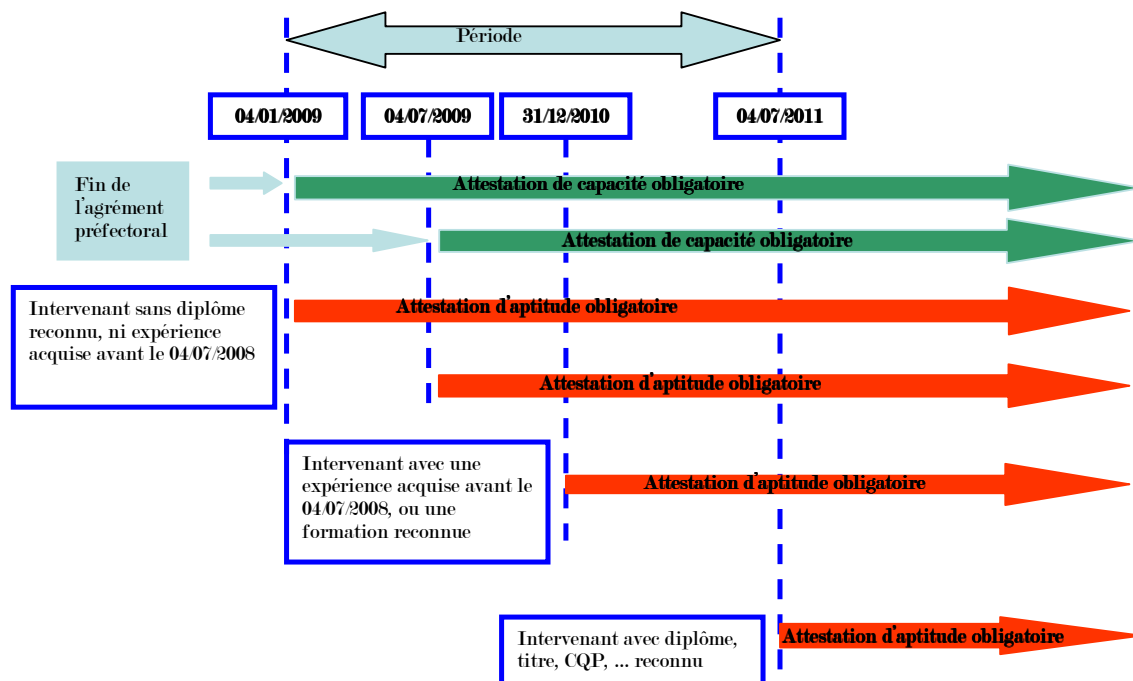 Période
04/01/2009
04/07/2009
31/12/2010
04/07/2011
Fin de
l'agrément
préfectoral
Attestation de capacité obligatoire
Attestation de capacité obligatoire
Intervenant sans diplôme
reconnu, ni expérience
acquise avant le 04/07/2008
Attestation d'aptitude obligatoire
Attestation d'aptitude obligatoire
Intervenant avec une
expérience acquise avant le
04/07/2008, ou une
formation reconnue
Attestation d'aptitude obligatoire
Intervenant avec diplôme,
titre, CQP, ... reconnu
Attestation d'aptitude obligatoire